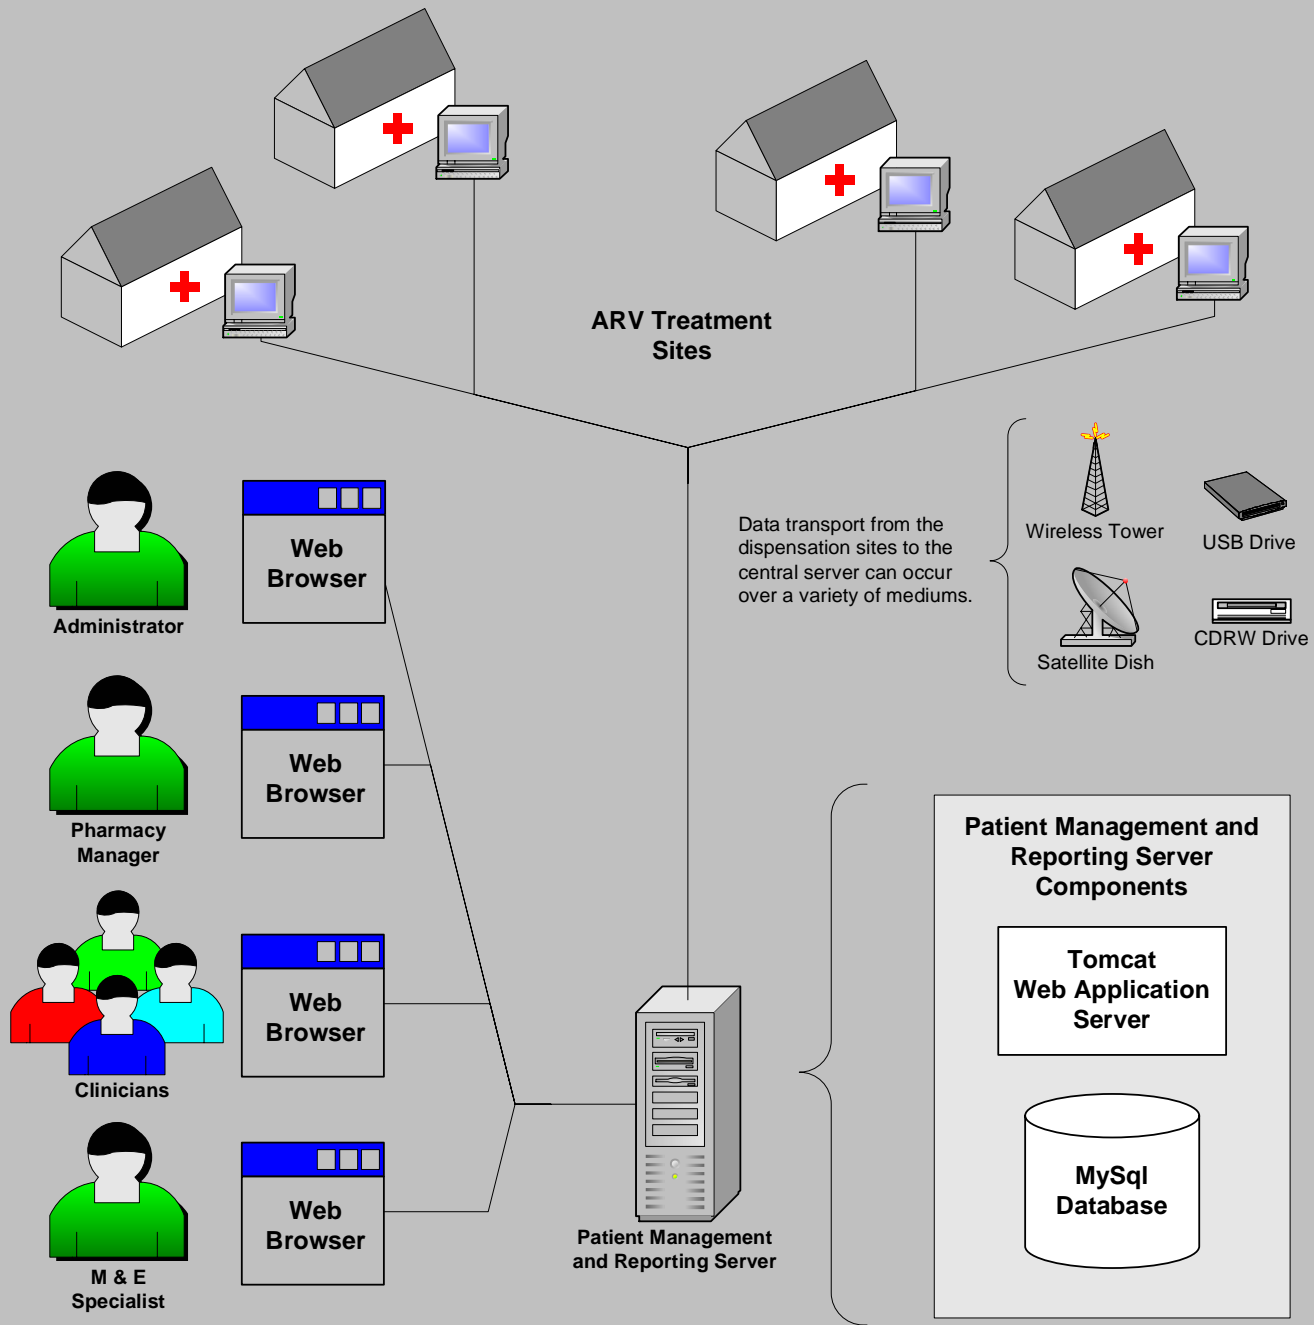 ARV Treatment
Sites
Data transport from the
dispensation sites to the
central server can occur
over a variety of mediums.
Wireless Tower
USB Drive
Satellite Dish
CDRW Drive
Administrator
Web
Browser
Pharmacy
Manager
Web
Browser
Clinicians
Web
Browser
M & E
Specialist
Web
Browser
Patient Management
and Reporting Server
Patient Management and
Reporting Server
Components
Tomcat
Web Application
Server
MySql
Database